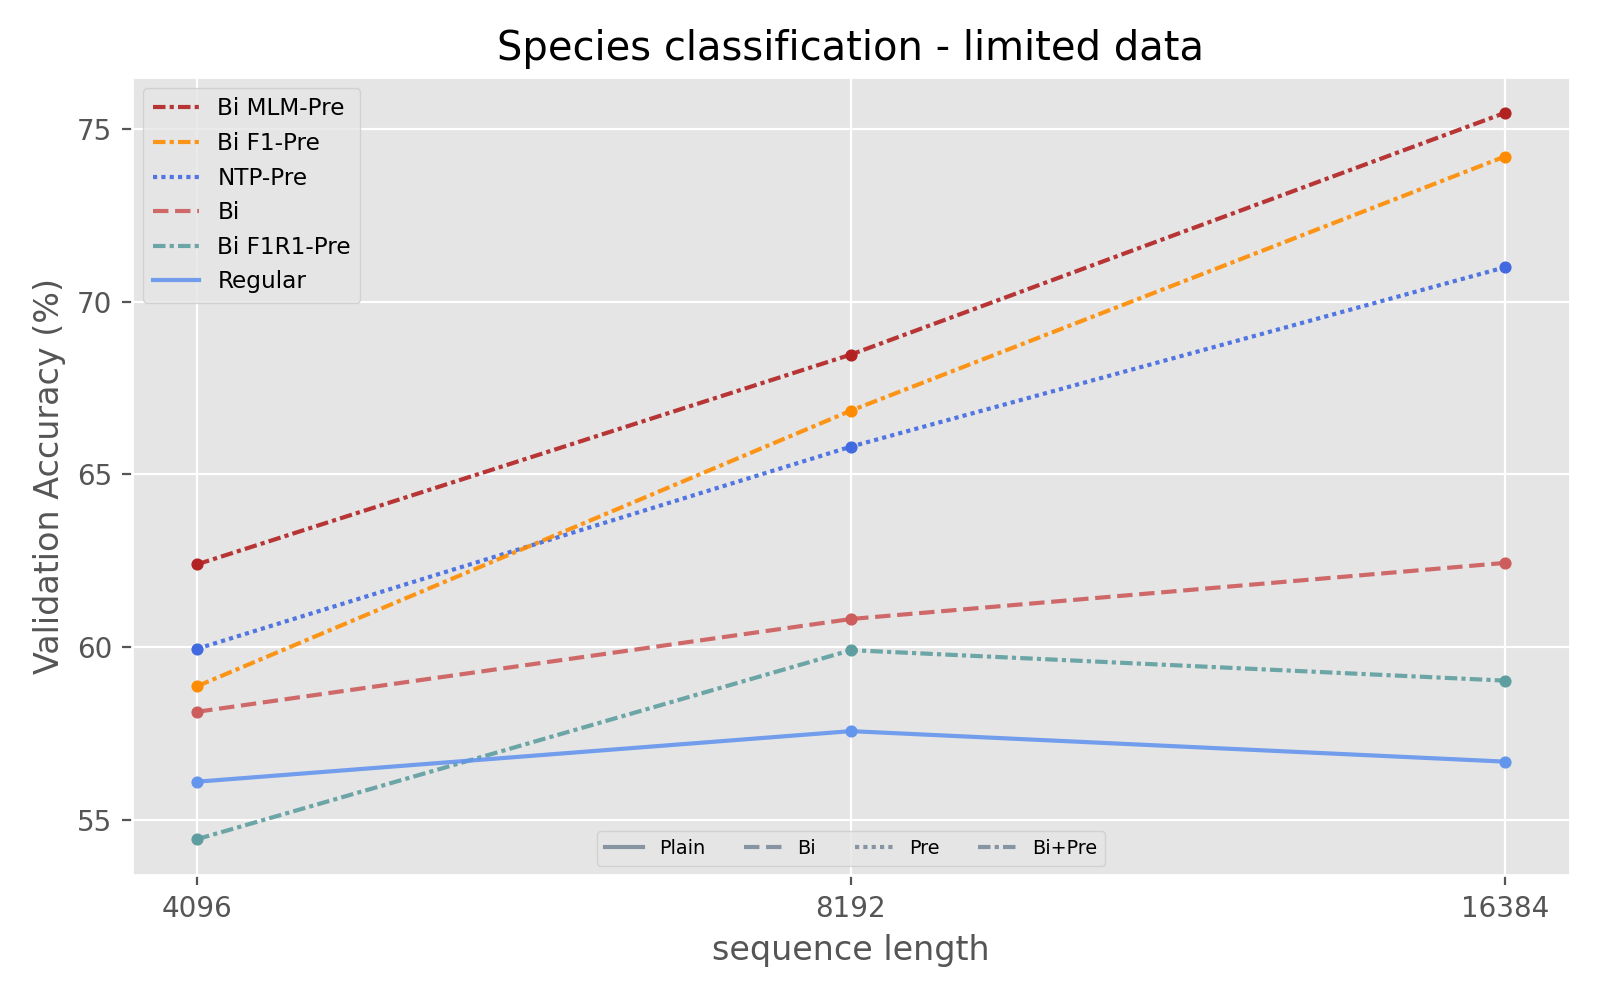 Species classification - limited data
Bi MLM-Pre
Bi F1-Pre
NTP-Pre
Bi
Bi F1R1-Pre
Regular
Validation Accuracy (%)
75
70
65
60
55
Plain Bi Pre Bi+Pre
4096 8192 16384
sequence length